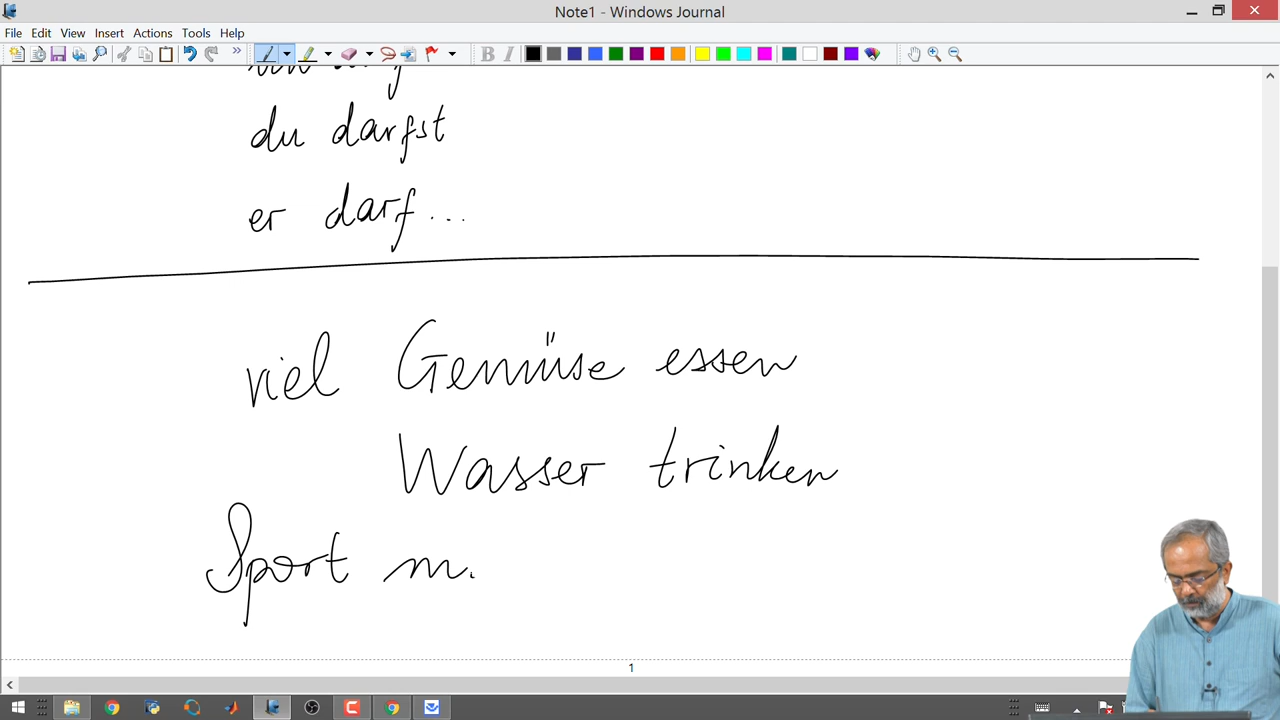 Note1 - Windows Journal
File Edit View Insert Actions Tools Help
B I
du darfst
er darf...
viel Gemüse essen
Wasser trinken
Sport m.
1